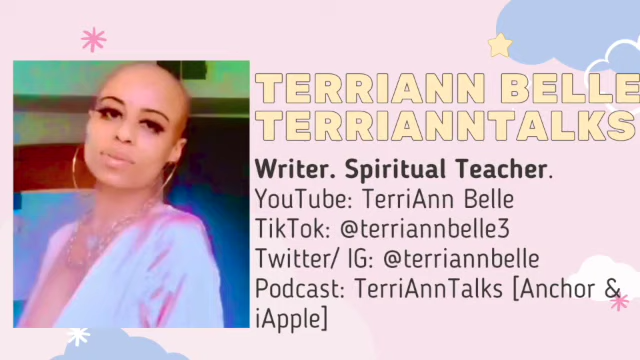 TERRIANN BELLE
TERRIANNTALKS
Writer. Spiritual Teacher.
YouTube: TerriAnn Belle
TikTok: @terriannbelle3
Twitter/ IG: @terriannbelle
Podcast: TerriAnnTalks [Anchor &
iApple]